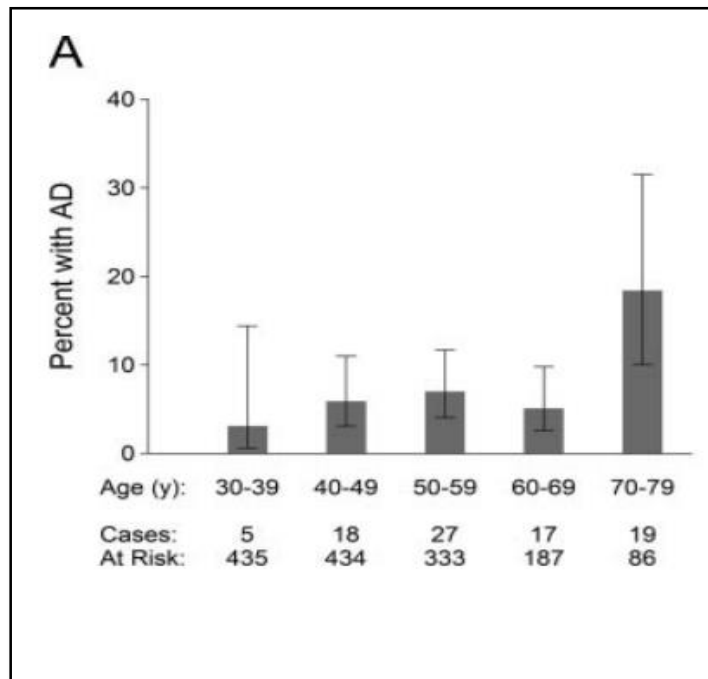 A
40
30
20
10
0
Percent with AD
Age (y): 30-39 40-49 50-59 60-69 70-79
Cases: 5 18 27 17 19
At Risk: 435 434 333 187 86